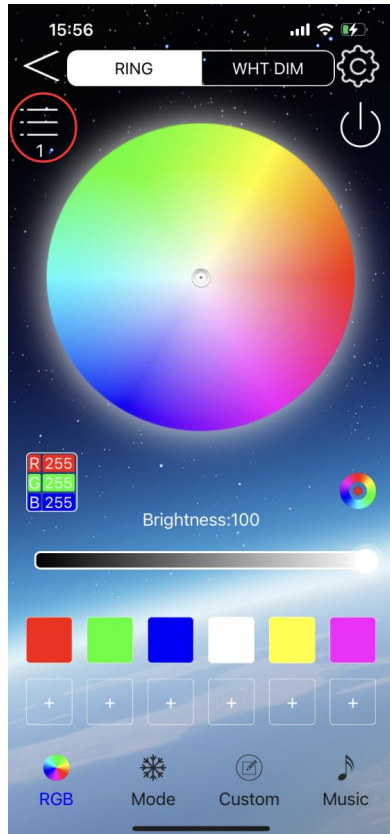 15:56
RING WHT DIM
1
R 255
G 255
B 255
Brightness:100
+ + + + + +
RGB Mode Custom Music